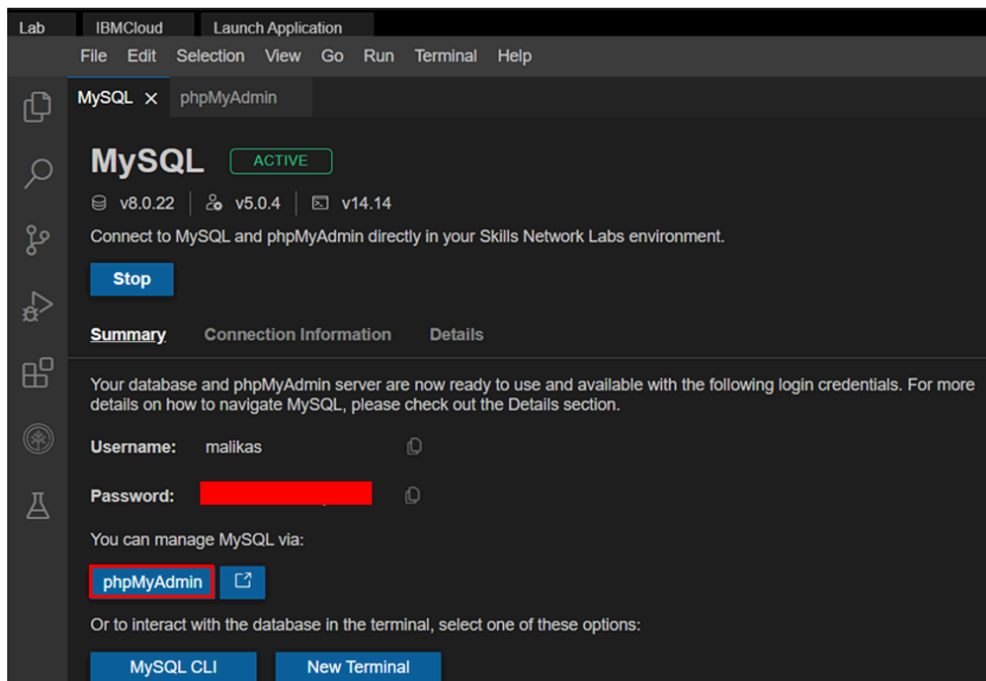 Lab IBMCloud Launch Application
File Edit Selection View Go Run Terminal Help
MySQL phpMyAdmin
MySQL ACTIVE
v8.0.22 v5.0.4 v14.14
Connect to MySQL and phpMyAdmin directly in your Skills Network Labs environment.
Stop
Summary Connection Information Details
Your database and phpMyAdmin server are now ready to use and available with the following login credentials. For more
details on how to navigate MySQL, please check out the Details section.
Username: malikas
Password:
You can manage MySQL via:
phpMyAdmin
Or to interact with the database in the terminal, select one of these options:
MySQL CLI New Terminal